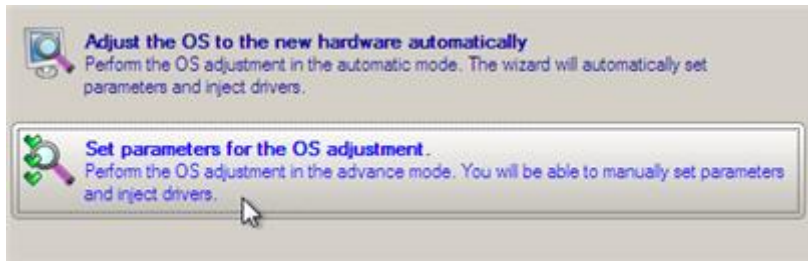 Adjust the OS to the new hardware automatically
Perform the OS adjustment in the automatic mode. The wizard will automatically set
parameters and inject drivers.
Set parameters for the OS adjustment.
Perform the OS adjustment in the advance mode. You will be able to manually set parameters
and inject drivers.